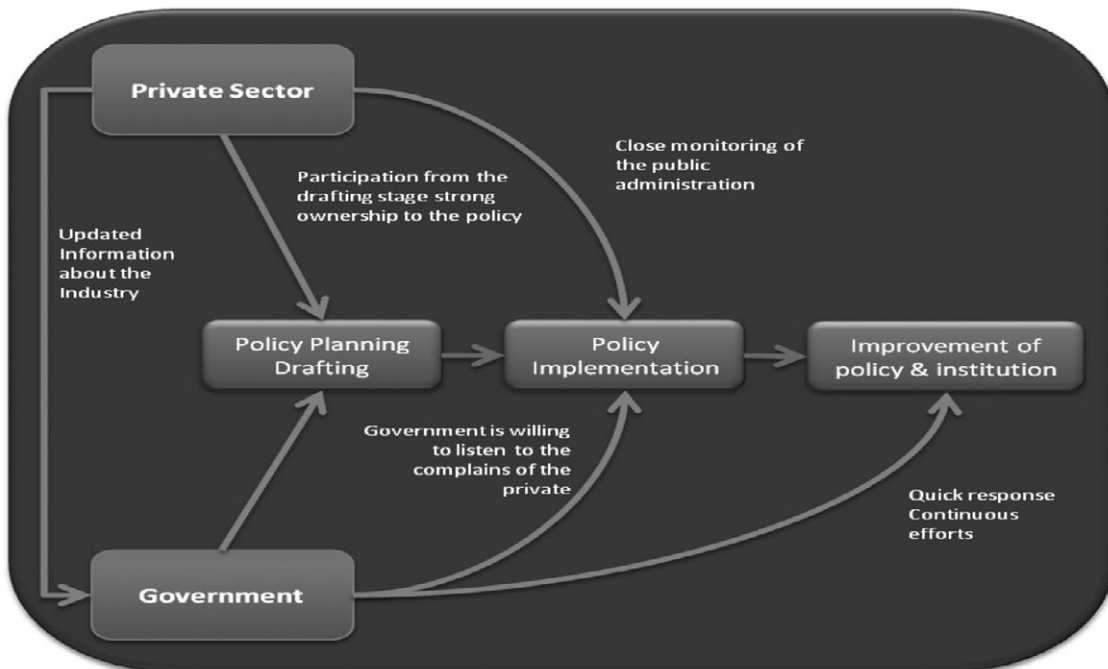 Private Sector
Close monitoring of
the public
administration
Participation from the
drafting stage strong
ownership to the policy
Updated
Information
about the
Industry
Policy Planning
Drafting
Policy
Implementation
Improvement of
policy & institution
Government is willing
to listen to the
complains of the
private
Quick response
Continuous
efforts
Government